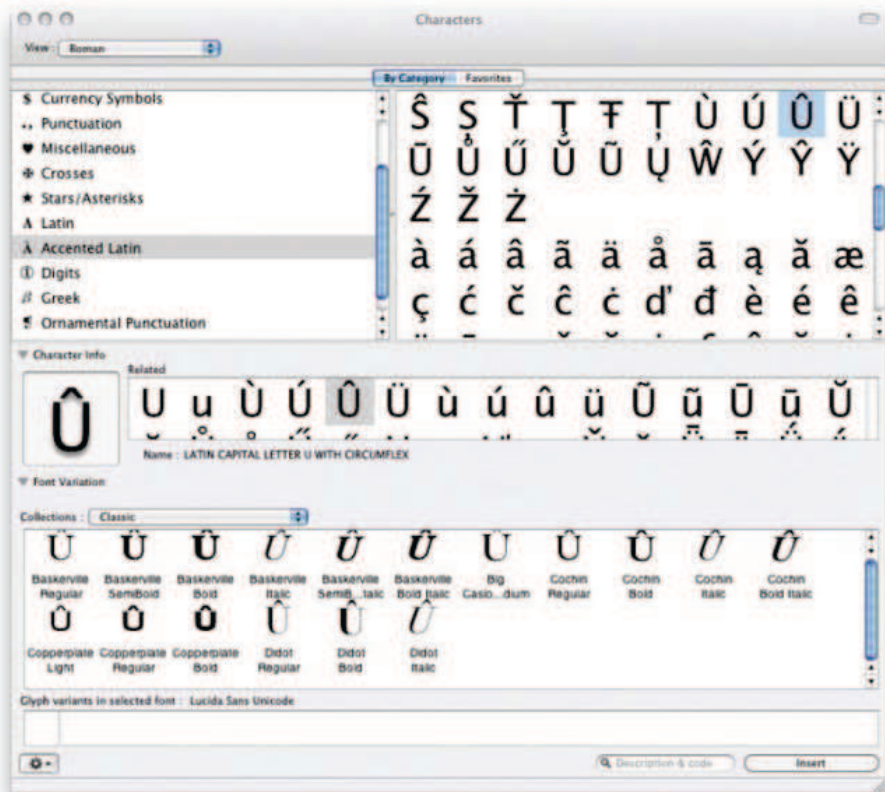 Characters
View : Roman
By Category Favorites
$ Currency Symbols
., Punctuation
♥ Miscellaneous
✠ Crosses
★ Stars/Asterisks
A Latin
À Accented Latin
① Digits
β Greek
¶ Ornamental Punctuation
Ŝ Ş Ť Ţ Ŧ Ț Ù Ú Û Ü
Ū Ů Ű Ŭ Ũ Ų Ŵ Ý Ŷ Ÿ
Ź Ž Ż
à á â ã ä å ā ą ă æ
ç ć č ĉ ċ ď đ è é ê
Character Info
Û
Related
U u Ù Ú Û Ü ù ú û ü Ũ ũ Ū ū Ŭ
Name : LATIN CAPITAL LETTER U WITH CIRCUMFLEX
Font Variation
Collections : Classic
Û Û Û Û Û Û Û Û Û Û Û
Baskerville Baskerville Baskerville Baskerville Baskerville Baskerville Big Cochin Cochin Cochin Cochin
Regular SemiBold Bold Italic SemiB...talic Bold Italic Caslo...dium Regular Bold Italic Bold Italic
Û Û Û Û Û Û
Copperplate Copperplate Copperplate Didot Didot Didot
Light Regular Bold Regular Bold Italic
Glyph variants in selected font : Lucida Sans Unicode
Description & code Insert